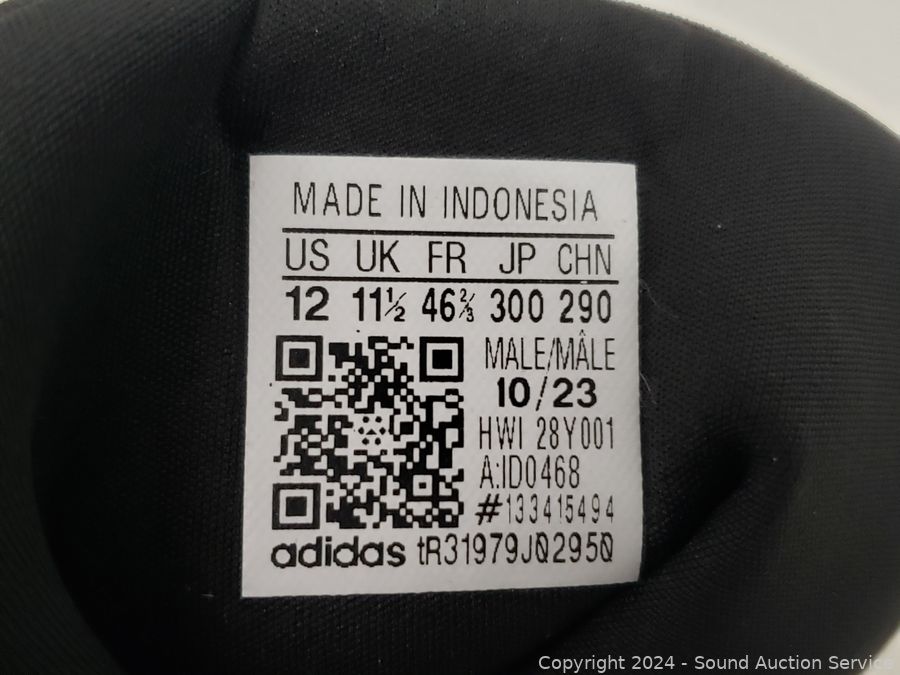 MADE IN INDONESIA
US UK FR JP CHN
12 11½ 46⅔ 300 290
MALE/MÂLE
10/23
HWI 28Y001
A:ID0468
#133415494
adidas tR31979J02950
Copyright 2024 - Sound Auction Service